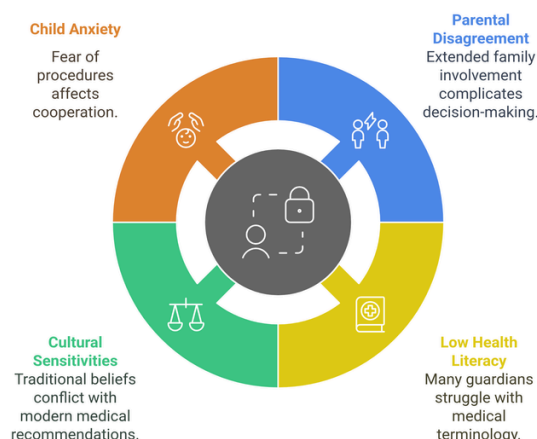 Child Anxiety
Fear of
procedures
affects
cooperation.
Parental
Disagreement
Extended family
involvement
complicates
decision-making.
Cultural
Sensitivities
Traditional beliefs
conflict with
modern medical
recommendations.
Low Health
Literacy
Many guardians
struggle with
medical
terminology.